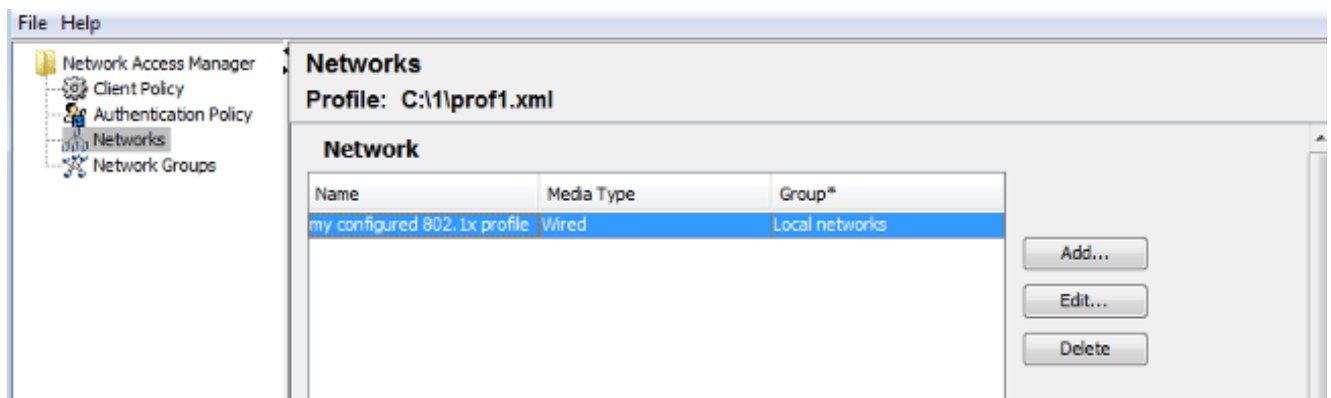 File Help
Network Access Manager
Client Policy
Authentication Policy
Networks
Network Groups
Networks
Profile: C:\1\prof1.xml
Network
Name Media Type Group*
my configured 802.1x profile Wired Local networks
Add...
Edit...
Delete